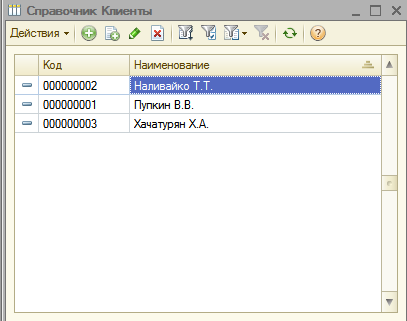 Справочник Клиенты
Действия
Код Наименование
000000002 Наливайко Т.Т.
000000001 Пупкин В.В.
000000003 Хачатурян Х.А.